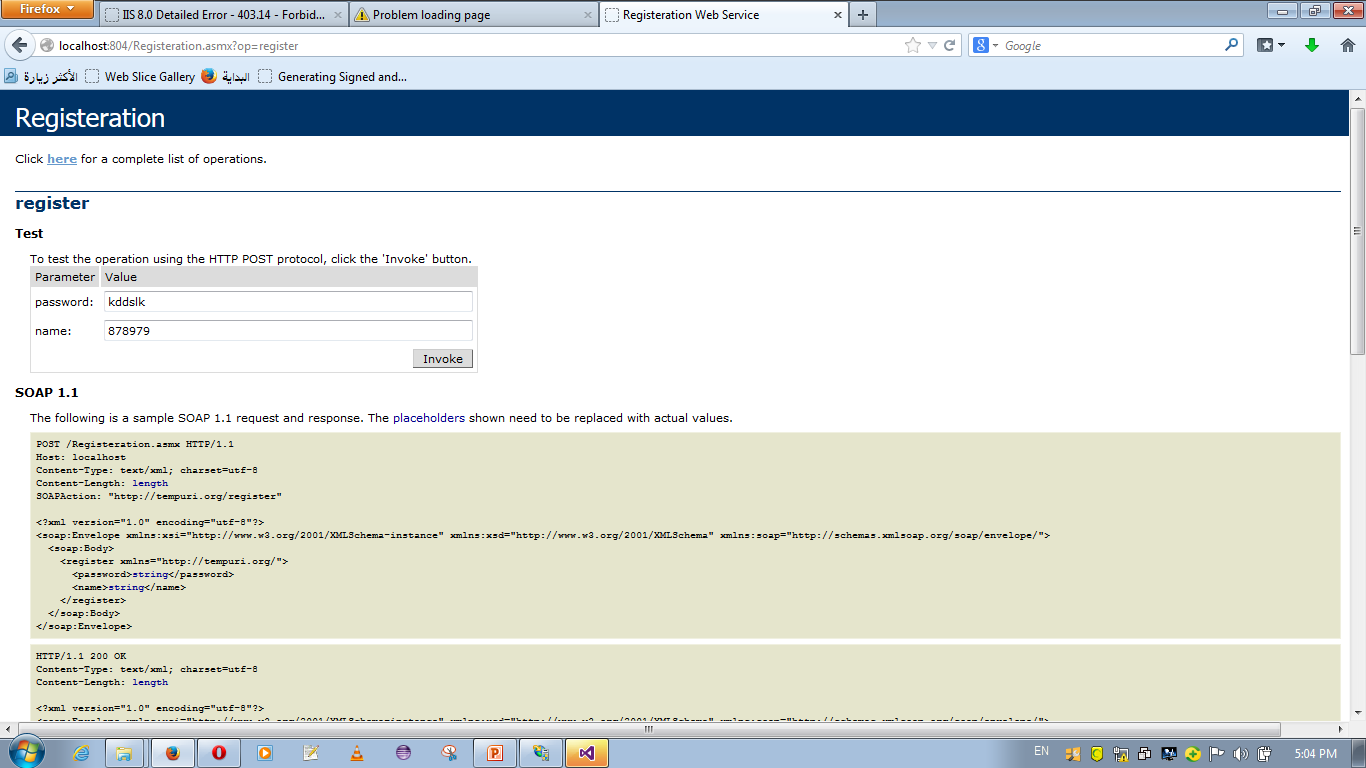 Firefox
IIS 8.0 Detailed Error - 403.14 - Forbid...
Problem loading page
Registeration Web Service
localhost:804/Registeration.asmx?op=register
Google
الأكثر زيارة
Web Slice Gallery
البداية
Generating Signed and...
Registeration
Click here for a complete list of operations.
register
Test
To test the operation using the HTTP POST protocol, click the 'Invoke' button.
Parameter Value
password: kddslk
name: 878979
Invoke
SOAP 1.1
The following is a sample SOAP 1.1 request and response. The placeholders shown need to be replaced with actual values.
POST /Registeration.asmx HTTP/1.1
Host: localhost
Content-Type: text/xml; charset=utf-8
Content-Length: length
SOAPAction: "http://tempuri.org/register"
<?xml version="1.0" encoding="utf-8"?>
<soap:Envelope xmlns:xsi="http://www.w3.org/2001/XMLSchema-instance" xmlns:xsd="http://www.w3.org/2001/XMLSchema" xmlns:soap="http://schemas.xmlsoap.org/soap/envelope/">
<soap:Body>
<register xmlns="http://tempuri.org/">
<password>string</password>
<name>string</name>
</register>
</soap:Body>
</soap:Envelope>
HTTP/1.1 200 OK
Content-Type: text/xml; charset=utf-8
Content-Length: length
<?xml version="1.0" encoding="utf-8"?>
EN
5:04 PM